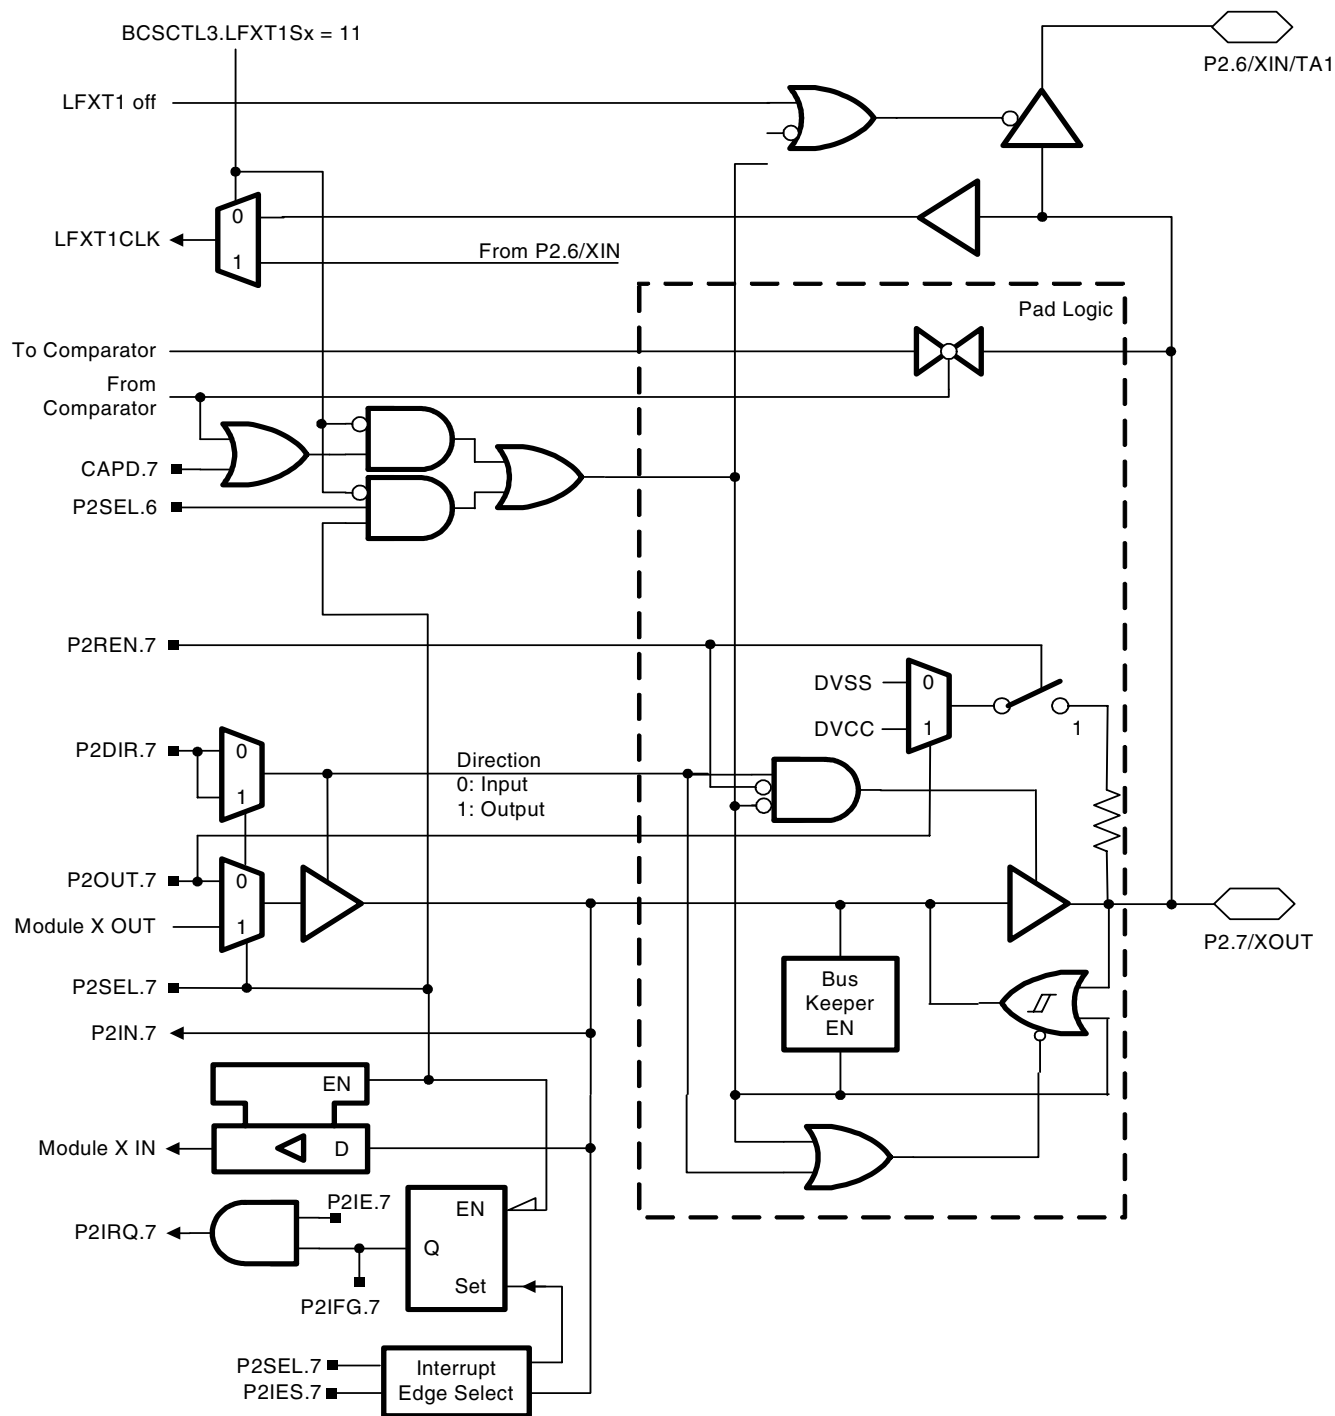 BCSCTL3.LFXT1Sx = 11
P2.6/XIN/TA1
LFXT1 off
0
LFXT1CLK
1
From P2.6/XIN
Pad Logic
To Comparator
From
Comparator
CAPD.7
P2SEL.6
P2REN.7
DVSS
0
DVCC
1
1
P2DIR.7
0
1
Direction
0: Input
1: Output
P2OUT.7
0
Module X OUT
1
P2.7/XOUT
P2SEL.7
Bus
Keeper
EN
P2IN.7
EN
Module X IN
D
P2IE.7
EN
P2IRQ.7
Q
Set
P2IFG.7
P2SEL.7
P2IES.7
Interrupt
Edge Select